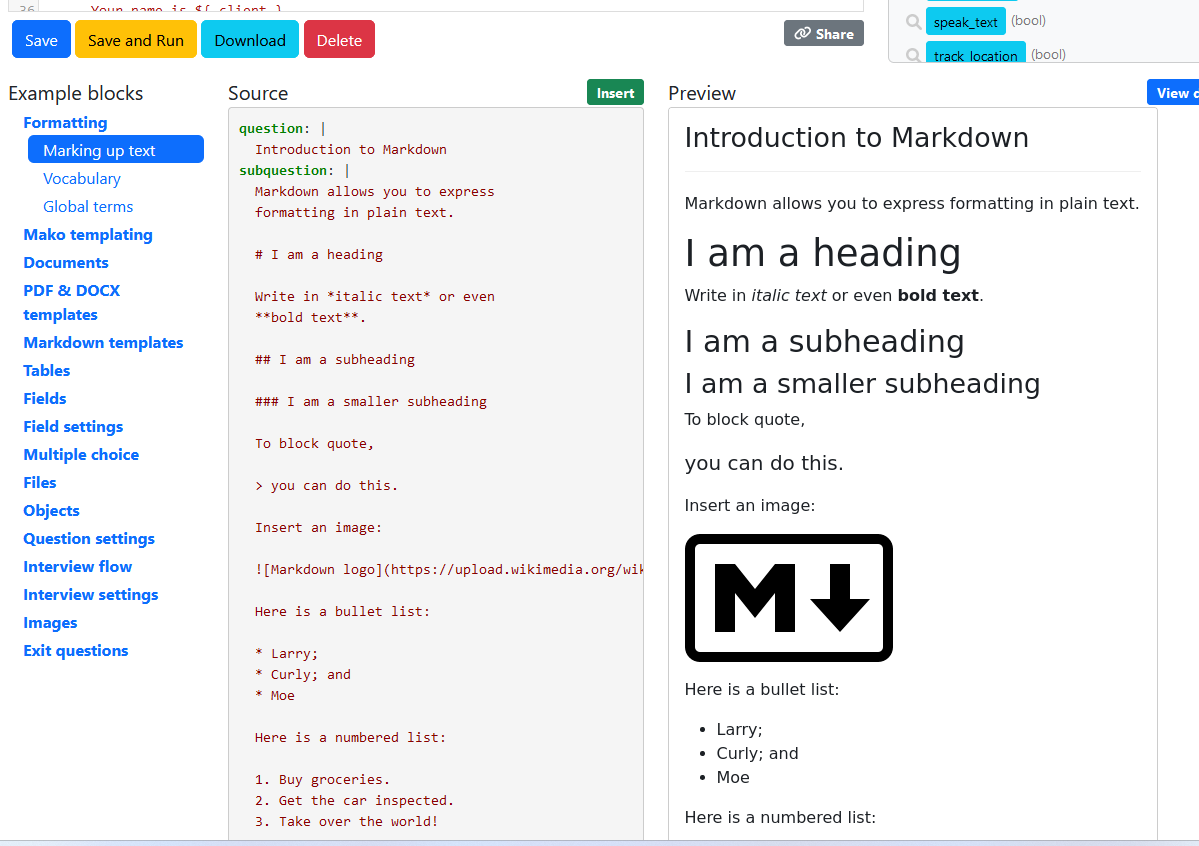 36 Your name is ${ client }
Save Save and Run Download Delete Share
speak_text (bool)
track_location (bool)
Example blocks
Formatting
Marking up text
Vocabulary
Global terms
Mako templating
Documents
PDF & DOCX
templates
Markdown templates
Tables
Fields
Field settings
Multiple choice
Files
Objects
Question settings
Interview flow
Interview settings
Images
Exit questions
Source Insert
question: |
Introduction to Markdown
subquestion: |
Markdown allows you to express
formatting in plain text.
# I am a heading
Write in *italic text* or even
**bold text**.
## I am a subheading
### I am a smaller subheading
To block quote,
> you can do this.
Insert an image:
![Markdown logo](https://upload.wikimedia.org/wik
Here is a bullet list:
* Larry;
* Curly; and
* Moe
Here is a numbered list:
1. Buy groceries.
2. Get the car inspected.
3. Take over the world!
Preview View
Introduction to Markdown
Markdown allows you to express formatting in plain text.
I am a heading
Write in italic text or even bold text.
I am a subheading
I am a smaller subheading
To block quote,
you can do this.
Insert an image:
M
Here is a bullet list:
• Larry;
• Curly; and
• Moe
Here is a numbered list: